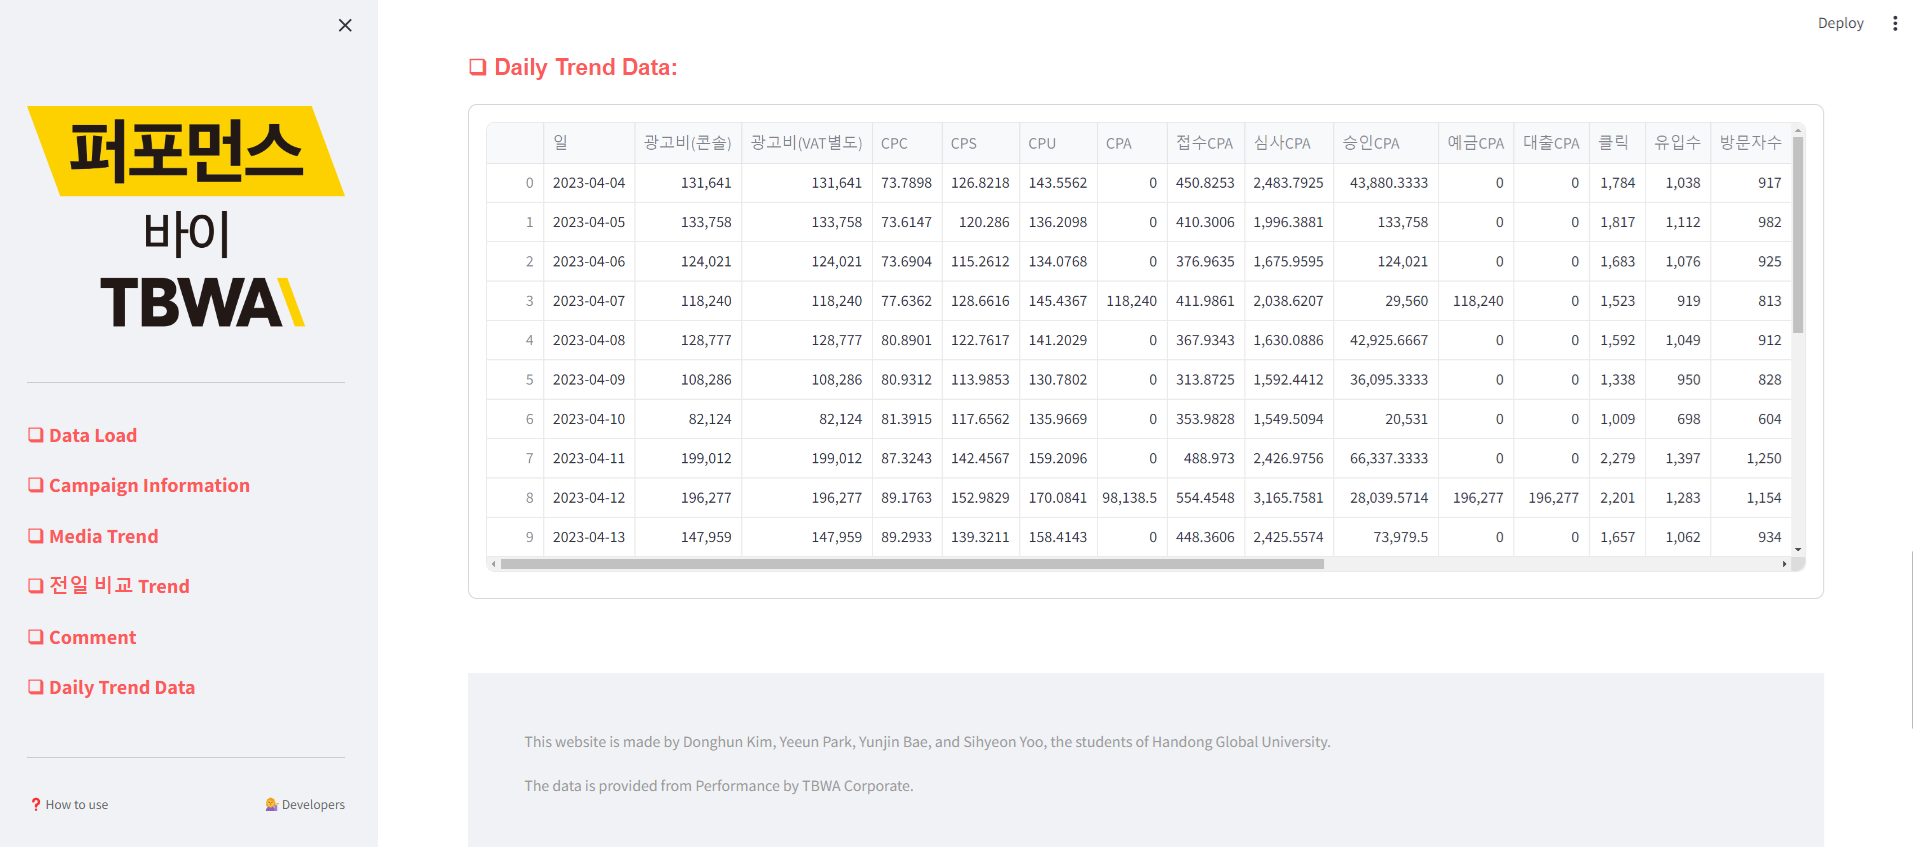 Deploy
퍼포먼스
바이
TBWA\
❏ Data Load
❏ Campaign Information
❏ Media Trend
❏ 전일 비교 Trend
❏ Comment
❏ Daily Trend Data
❓ How to use
Developers
❏ Daily Trend Data:
일 광고비(콘솔) 광고비(VAT별도) CPC CPS CPU CPA 접수CPA 심사CPA 승인CPA 예금CPA 대출CPA 클릭 유입수 방문자수
0 2023-04-04 131,641 131,641 73.7898 126.8218 143.5562 0 450.8253 2,483.7925 43,880.3333 0 0 1,784 1,038 917
1 2023-04-05 133,758 133,758 73.6147 120.286 136.2098 0 410.3006 1,996.3881 133,758 0 0 1,817 1,112 982
2 2023-04-06 124,021 124,021 73.6904 115.2612 134.0768 0 376.9635 1,675.9595 124,021 0 0 1,683 1,076 925
3 2023-04-07 118,240 118,240 77.6362 128.6616 145.4367 118,240 411.9861 2,038.6207 29,560 118,240 0 1,523 919 813
4 2023-04-08 128,777 128,777 80.8901 122.7617 141.2029 0 367.9343 1,630.0886 42,925.6667 0 0 1,592 1,049 912
5 2023-04-09 108,286 108,286 80.9312 113.9853 130.7802 0 313.8725 1,592.4412 36,095.3333 0 0 1,338 950 828
6 2023-04-10 82,124 82,124 81.3915 117.6562 135.9669 0 353.9828 1,549.5094 20,531 0 0 1,009 698 604
7 2023-04-11 199,012 199,012 87.3243 142.4567 159.2096 0 488.973 2,426.9756 66,337.3333 0 0 2,279 1,397 1,250
8 2023-04-12 196,277 196,277 89.1763 152.9829 170.0841 98,138.5 554.4548 3,165.7581 28,039.5714 196,277 196,277 2,201 1,283 1,154
9 2023-04-13 147,959 147,959 89.2933 139.3211 158.4143 0 448.3606 2,425.5574 73,979.5 0 0 1,657 1,062 934
This website is made by Donghun Kim, Yeeun Park, Yunjin Bae, and Sihyeon Yoo, the students of Handong Global University.
The data is provided from Performance by TBWA Corporate.